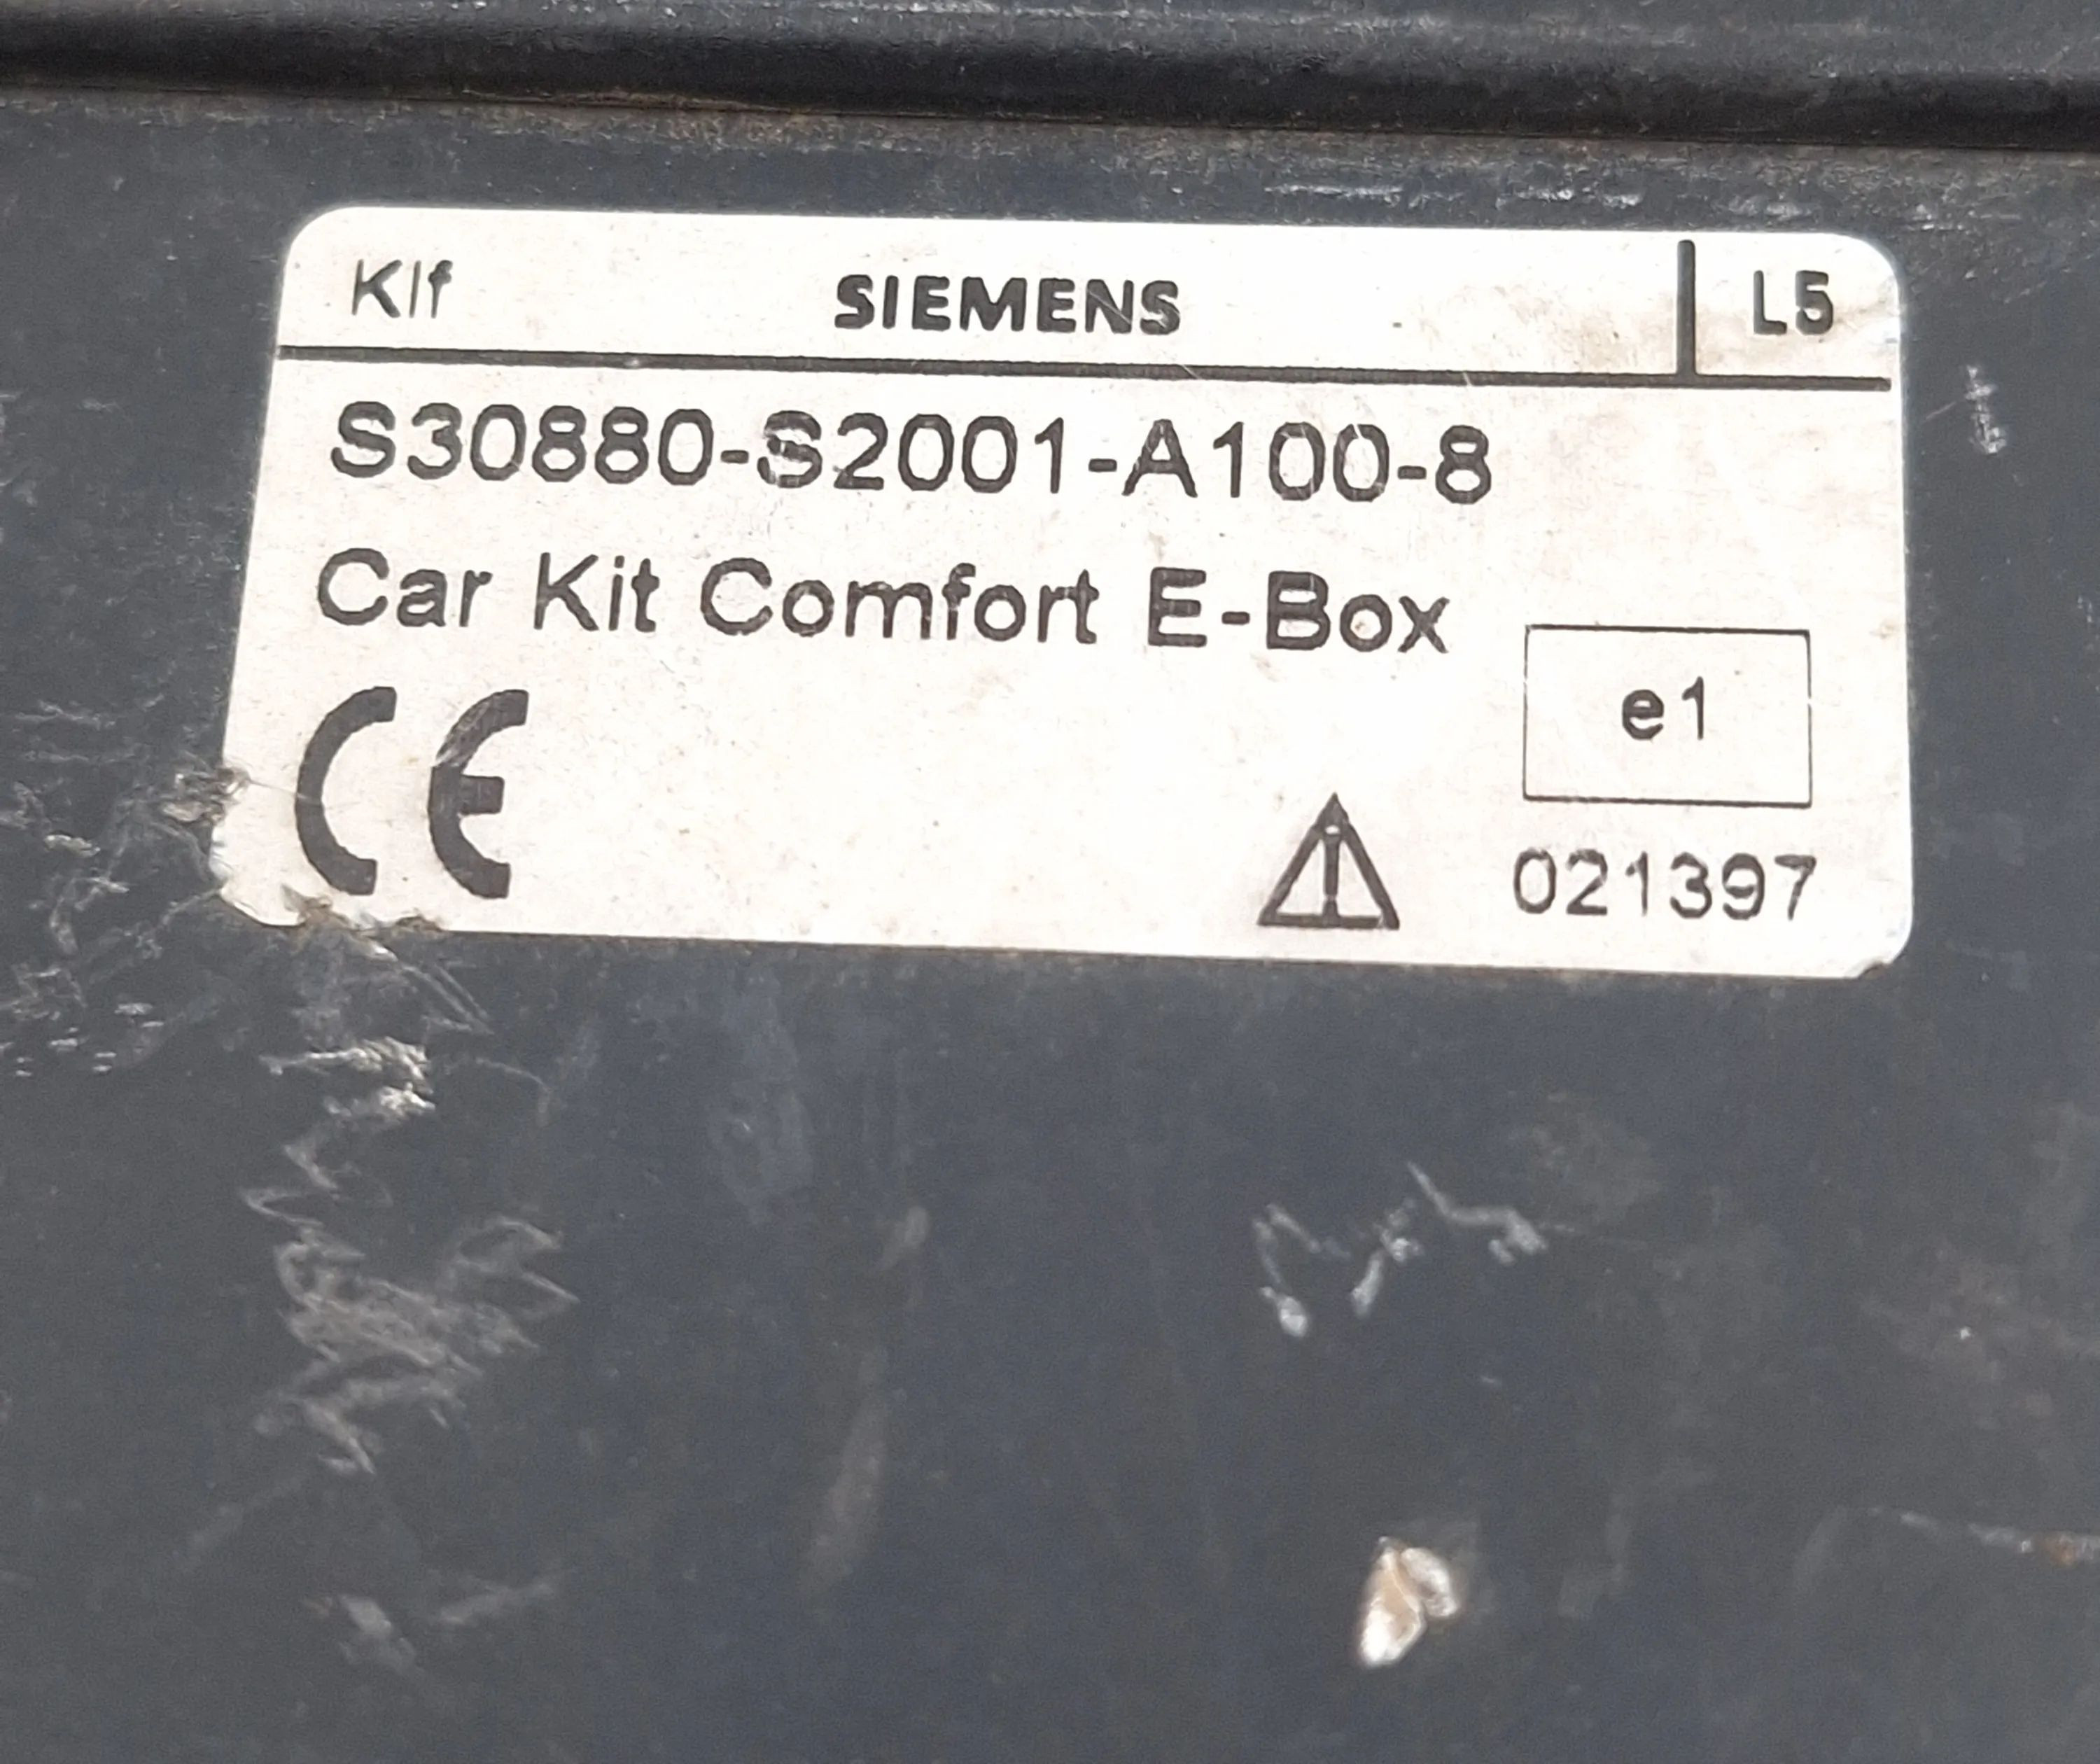 Klf SIEMENS L5
S30880-S2001-A100-8
Car Kit Comfort E-Box
e1
CE
021397